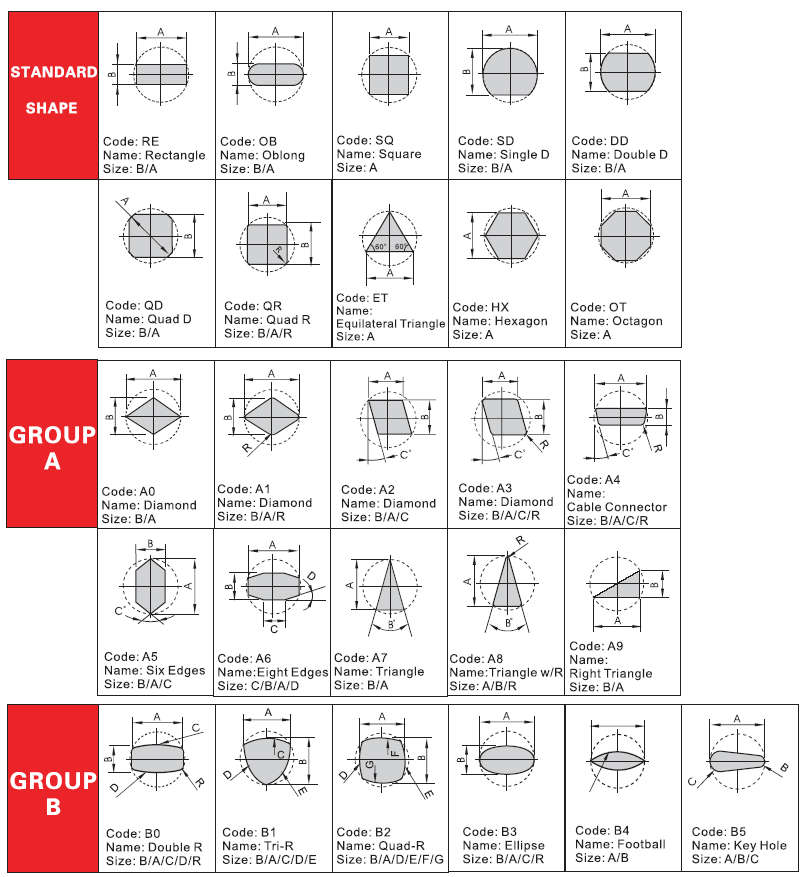 STANDARD
SHAPE
A
B
Code: RE
Name: Rectangle
Size: B/A
A
B
Code: OB
Name: Oblong
Size: B/A
A
Code: SQ
Name: Square
Size: A
A
B
Code: SD
Name: Single D
Size: B/A
A
B
Code: DD
Name: Double D
Size: B/A
A
B
Code: QD
Name: Quad D
Size: B/A
A
B
R
Code: QR
Name: Quad R
Size: B/A/R
60° 60°
A
Code: ET
Name:
Equilateral Triangle
Size: A
A
Code: HX
Name: Hexagon
Size: A
A
Code: OT
Name: Octagon
Size: A
GROUP
A
A
B
Code: A0
Name: Diamond
Size: B/A
A
B
R
Code: A1
Name: Diamond
Size: B/A/R
A
B
C°
Code: A2
Name: Diamond
Size: B/A/C
A
B
R
C°
Code: A3
Name: Diamond
Size: B/A/C/R
A
B
R
C°
Code: A4
Name:
Cable Connector
Size: B/A/C/R
B
A
C°
Code: A5
Name: Six Edges
Size: B/A/C
A
B
D
C
Code: A6
Name:Eight Edges
Size: C/B/A/D
A
B°
Code: A7
Name: Triangle
Size: B/A
R
A
B°
Code: A8
Name:Triangle w/R
Size: A/B/R
B
A
Code: A9
Name:
Right Triangle
Size: B/A
GROUP
B
A
C
B
D
R
Code: B0
Name: Double R
Size: B/A/C/D/R
A
C
B
D
E
Code: B1
Name: Tri-R
Size: B/A/C/D/E
A
F
B
G
D
E
Code: B2
Name: Quad-R
Size: B/A/D/E/F/G
A
B
Code: B3
Name: Ellipse
Size: B/A/C/R
Code: B4
Name: Football
Size: A/B
A
C
B
Code: B5
Name: Key Hole
Size: A/B/C